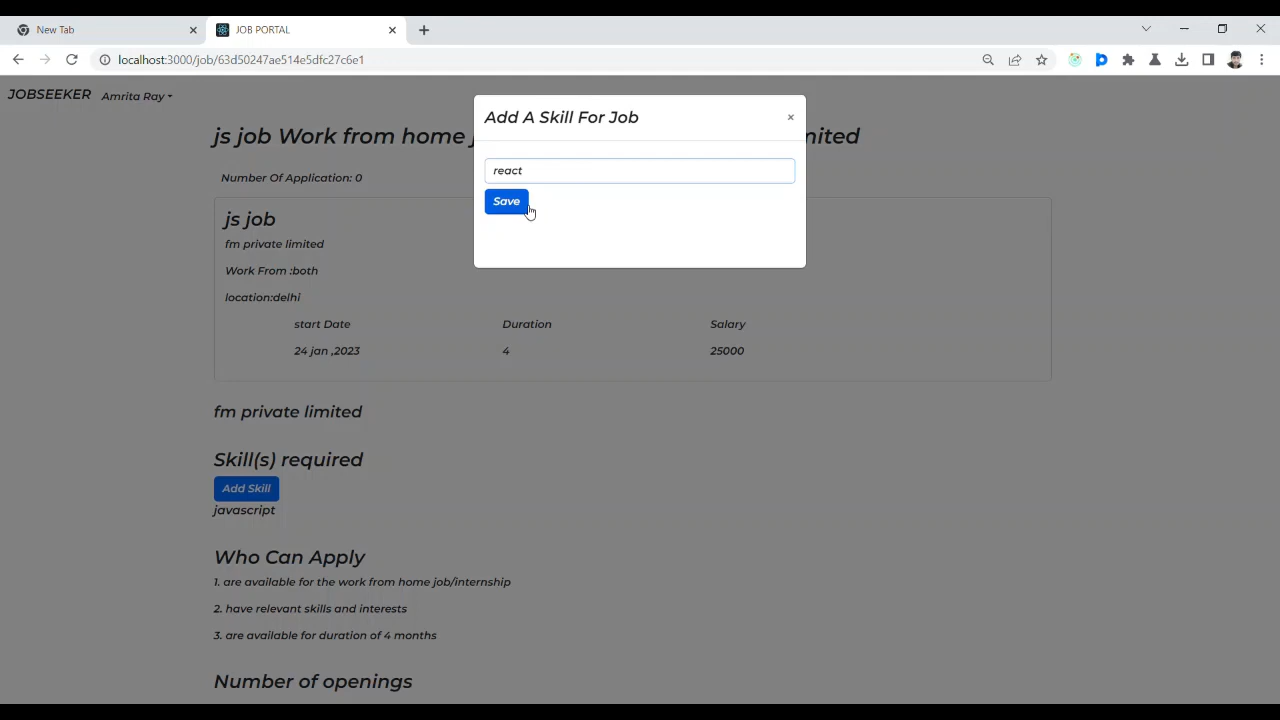 New Tab
JOB PORTAL
localhost:3000/job/63d50247ae514e5dfc27c6e1
JOBSEEKER Amrita Ray
js job Work from home
Number Of Application: 0
Add A Skill For Job ×
react
Save
js job
fm private limited
Work From :both
location:delhi
start Date Duration Salary
24 jan ,2023 4 25000
fm private limited
Skill(s) required
Add Skill
javascript
Who Can Apply
1. are available for the work from home job/internship
2. have relevant skills and interests
3. are available for duration of 4 months
Number of openings